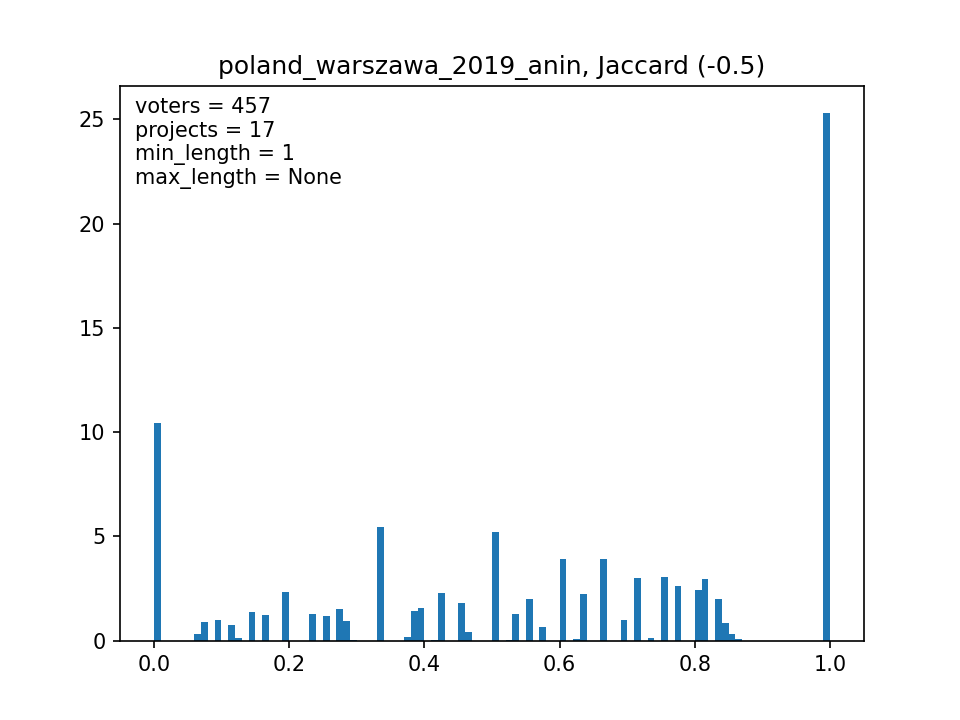 poland_warszawa_2019_anin, Jaccard (-0.5)
voters = 457
projects = 17
min_length = 1
max_length = None
25
20
15
10
5
0
0.0 0.2 0.4 0.6 0.8 1.0